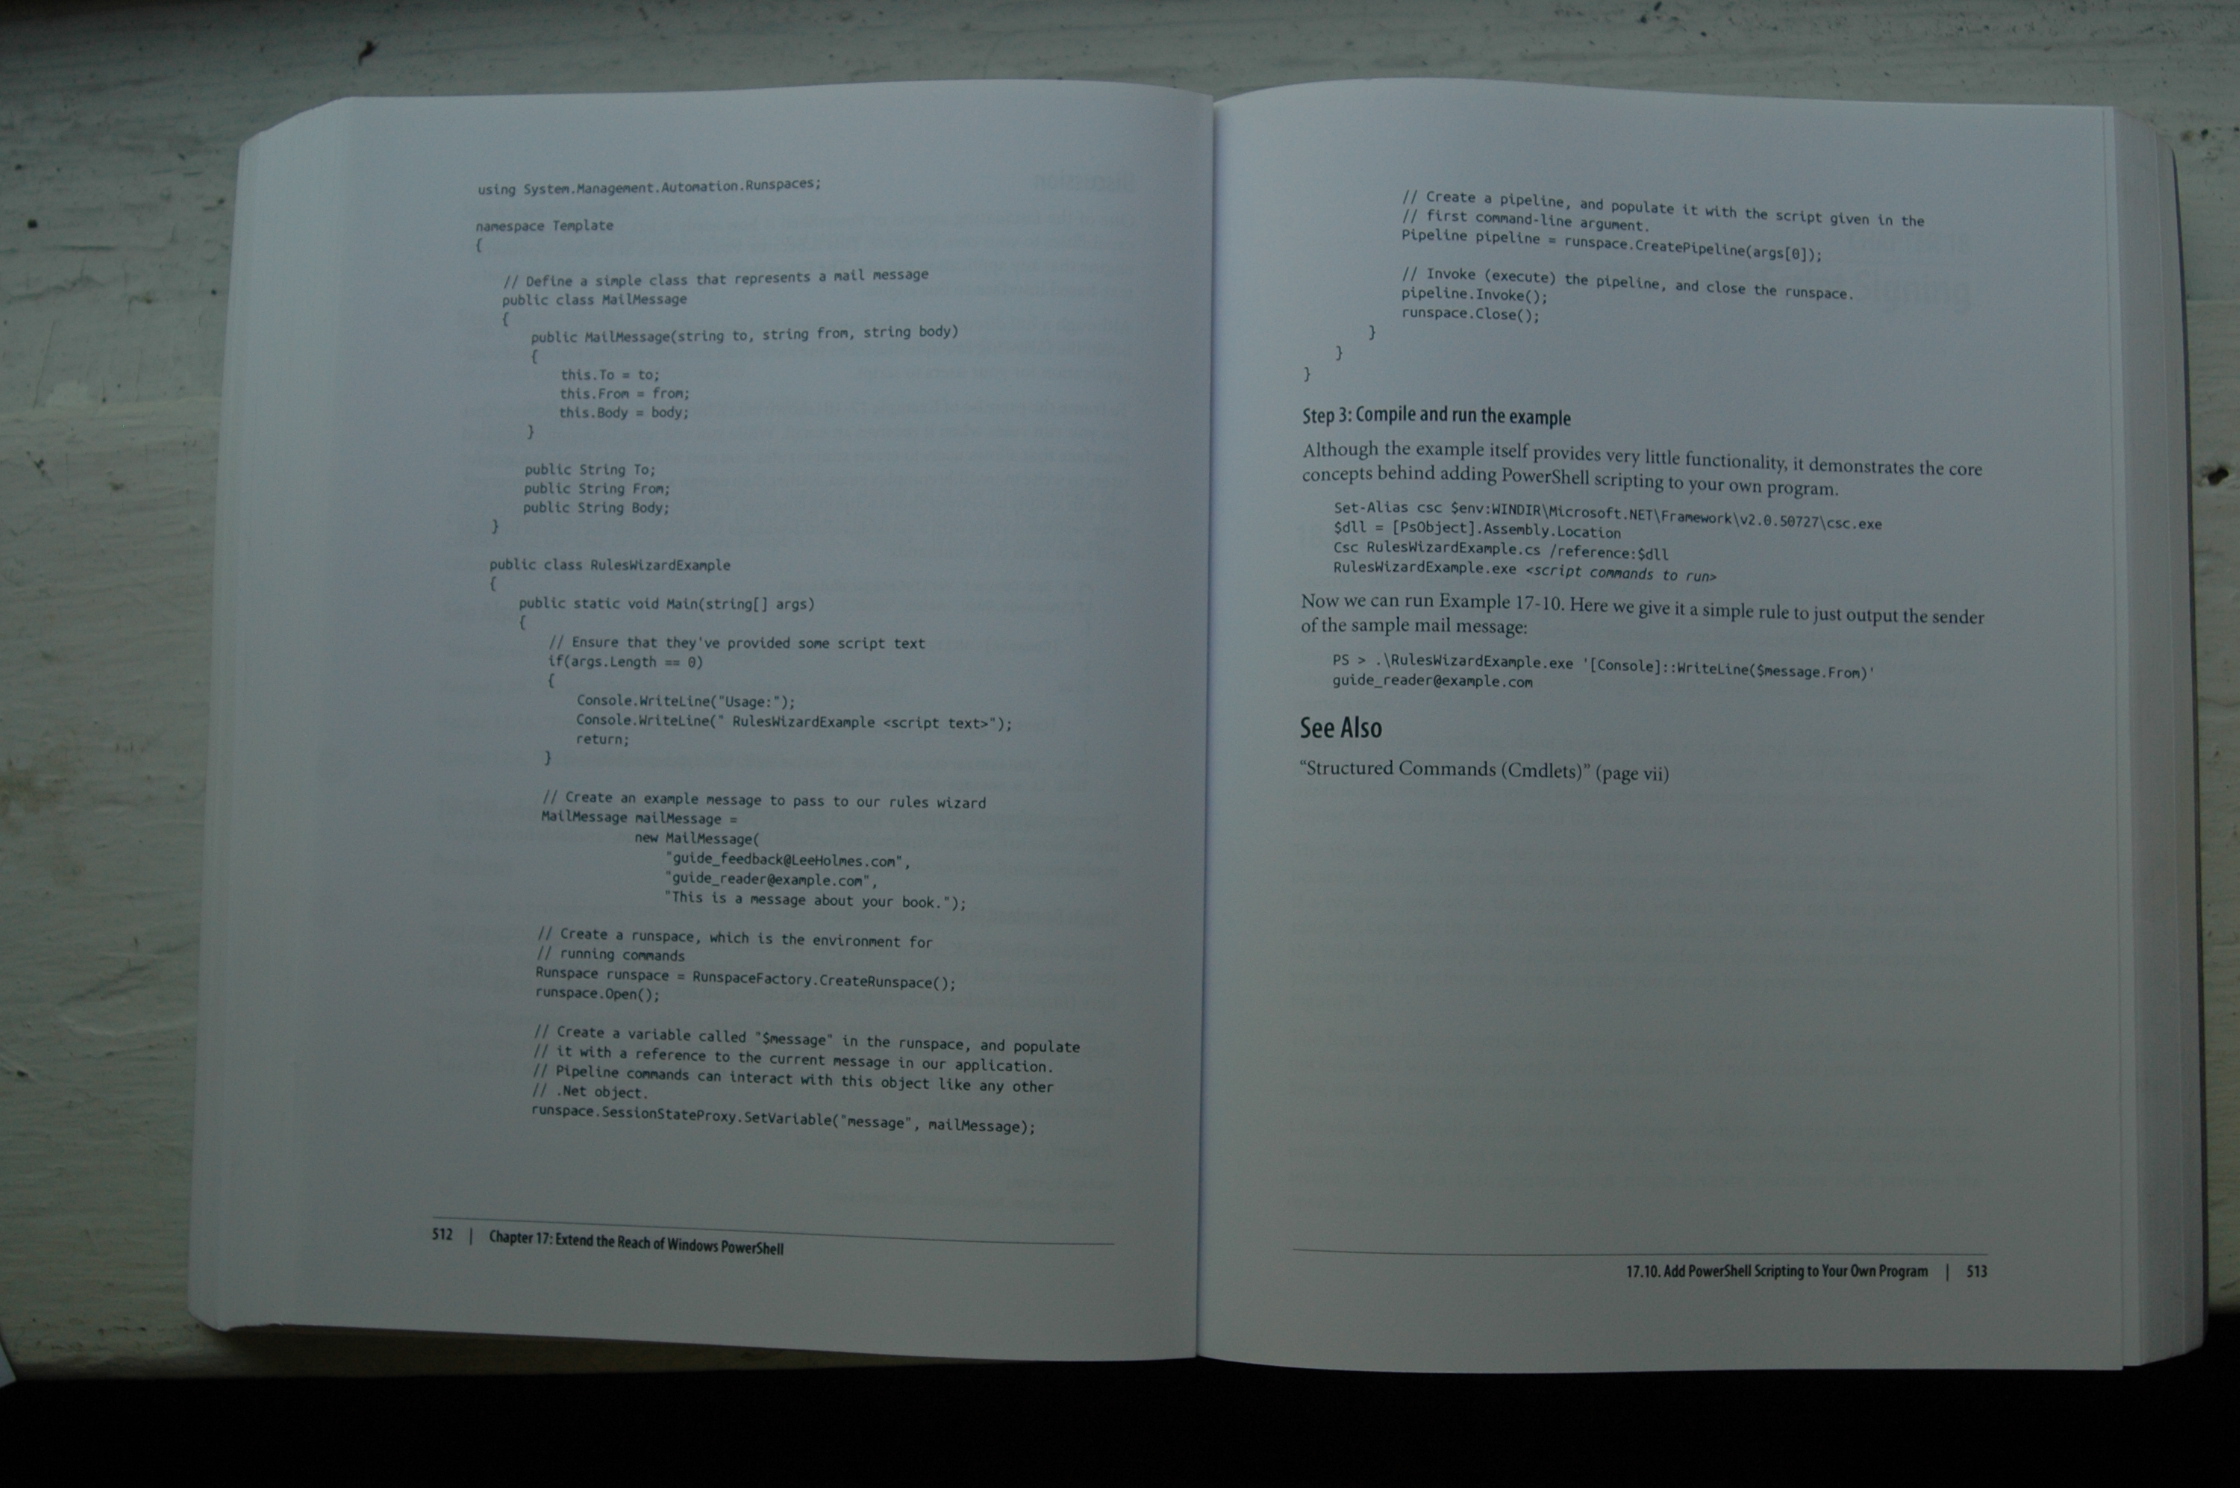 using System.Management.Automation.Runspaces;
namespace Template
{
// Define a simple class that represents a mail message
public class MailMessage
{
public MailMessage(string to, string from, string body)
{
this.To = to;
this.From = from;
this.Body = body;
}
public String To;
public String From;
public String Body;
}
public class RulesWizardExample
{
public static void Main(string[] args)
{
// Ensure that they've provided some script text
if(args.Length == 0)
{
Console.WriteLine("Usage:");
Console.WriteLine(" RulesWizardExample <script text>");
return;
}
// Create an example message to pass to our rules wizard
MailMessage mailMessage =
new MailMessage(
"guide_feedback@LeeHolmes.com",
"guide_reader@example.com",
"This is a message about your book.");
// Create a runspace, which is the environment for
// running commands
Runspace runspace = RunspaceFactory.CreateRunspace();
runspace.Open();
// Create a variable called "$message" in the runspace, and populate
// it with a reference to the current message in our application.
// Pipeline commands can interact with this object like any other
// .Net object.
runspace.SessionStateProxy.SetVariable("message", mailMessage);
512 | Chapter 17: Extend the Reach of Windows PowerShell
// Create a pipeline, and populate it with the script given in the
// first command-line argument.
Pipeline pipeline = runspace.CreatePipeline(args[0]);
// Invoke (execute) the pipeline, and close the runspace.
pipeline.Invoke();
runspace.Close();
}
}
}
Step 3: Compile and run the example
Although the example itself provides very little functionality, it demonstrates the core
concepts behind adding PowerShell scripting to your own program.
Set-Alias csc $env:WINDIR\Microsoft.NET\Framework\v2.0.50727\csc.exe
$dll = [PsObject].Assembly.Location
Csc RulesWizardExample.cs /reference:$dll
RulesWizardExample.exe <script commands to run>
Now we can run Example 17-10. Here we give it a simple rule to just output the sender
of the sample mail message:
PS > .\RulesWizardExample.exe '[Console]::WriteLine($message.From)'
guide_reader@example.com
See Also
“Structured Commands (Cmdlets)” (page vii)
17.10. Add PowerShell Scripting to Your Own Program | 513